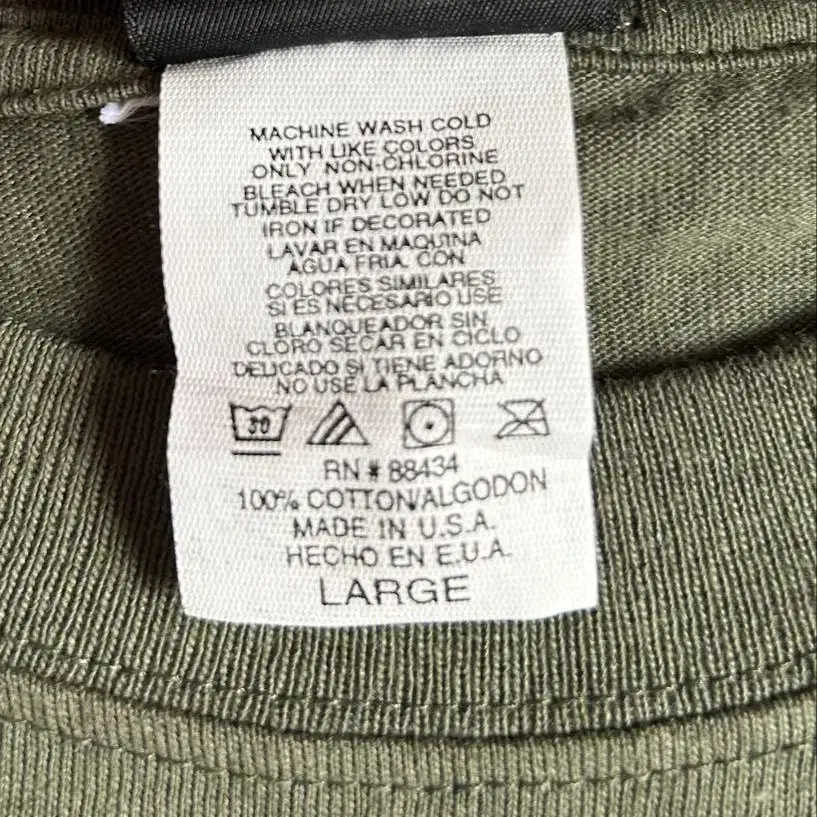 MACHINE WASH COLD
WITH LIKE COLORS
ONLY NON-CHLORINE
BLEACH WHEN NEEDED
TUMBLE DRY LOW DO NOT
IRON IF DECORATED
LAVAR EN MAQUINA
AGUA FRIA. CON
COLORES SIMILARES
SI ES NECESARIO USE
BLANQUEADOR SIN
CLORO SECAR EN CICLO
DELICADO SI TIENE ADORNO
NO USE LA PLANCHA
30
RN # 88434
100% COTTON/ALGODON
MADE IN U.S.A.
HECHO EN E.U.A.
LARGE